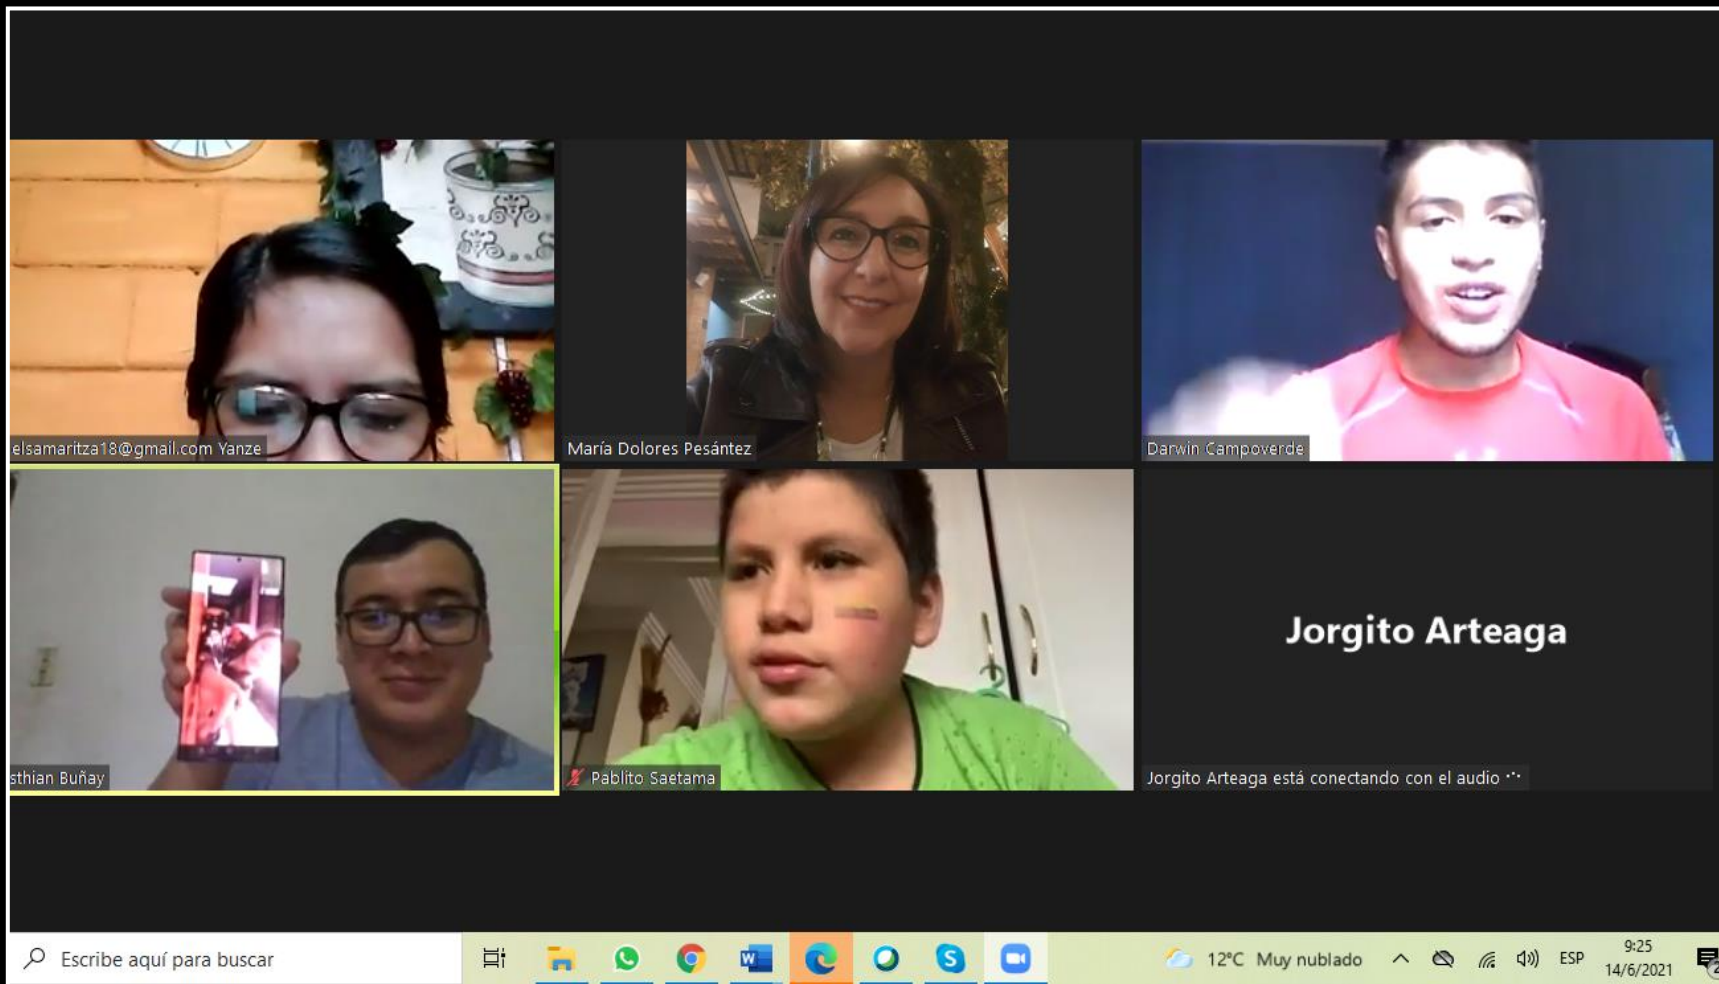 elsamaritza18@gmail.com Yanze
María Dolores Pesántez
Darwin Campoverde
sthian Buñay
Pablito Saetama
Jorgito Arteaga
Jorgito Arteaga está conectando con el audio ···
Escribe aquí para buscar
12°C Muy nublado
ESP
9:25
14/6/2021
2